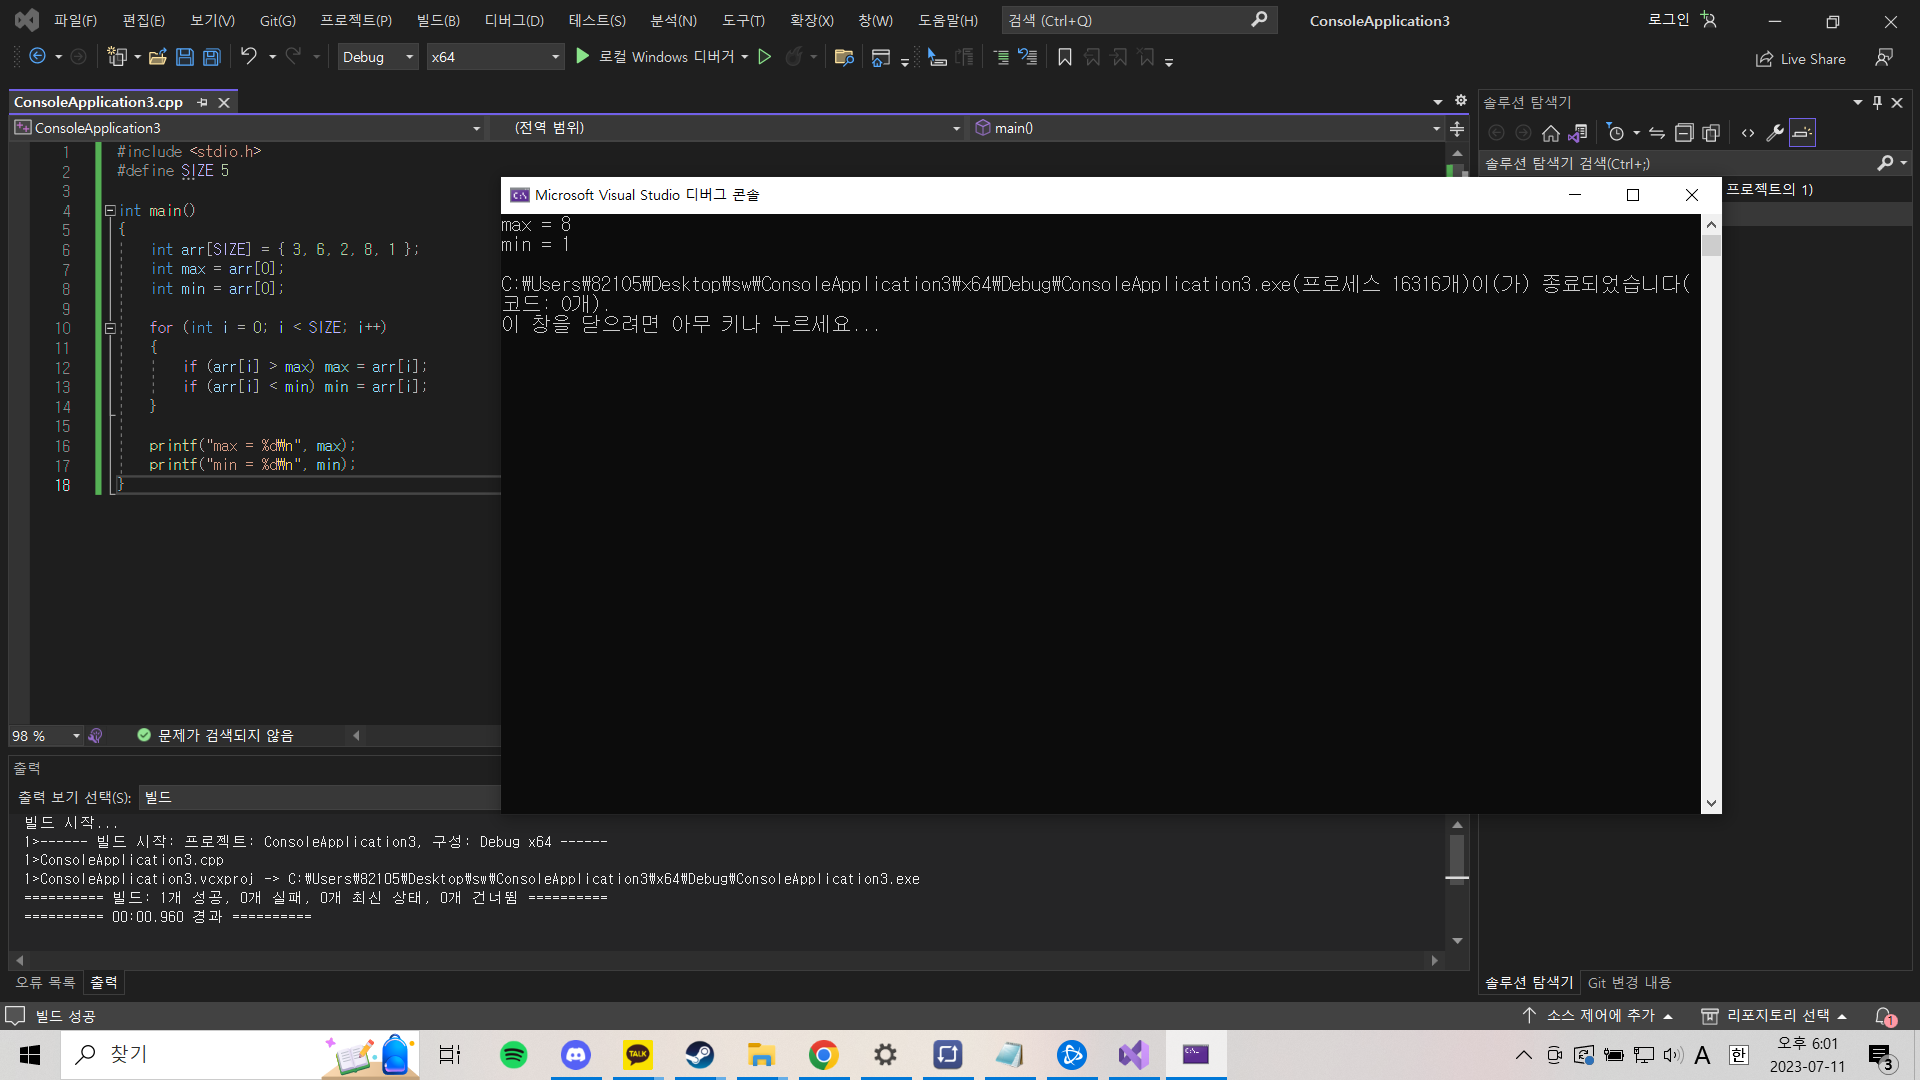 파일(F) 편집(E) 보기(V) Git(G) 프로젝트(P) 빌드(B) 디버그(D) 테스트(S) 분석(N) 도구(T) 확장(X) 창(W) 도움말(H) 검색 (Ctrl+Q) ConsoleApplication3 로그인
Debug x64 로컬 Windows 디버거 Live Share
ConsoleApplication3.cpp
ConsoleApplication3 (전역 범위) main()
1 #include <stdio.h>
2 #define SIZE 5
3
4 int main()
5 {
6 int arr[SIZE] = { 3, 6, 2, 8, 1 };
7 int max = arr[0];
8 int min = arr[0];
9
10 for (int i = 0; i < SIZE; i++)
11 {
12 if (arr[i] > max) max = arr[i];
13 if (arr[i] < min) min = arr[i];
14 }
15
16 printf("max = %d₩n", max);
17 printf("min = %d₩n", min);
18 }
Microsoft Visual Studio 디버그 콘솔
max = 8
min = 1
C:₩Users₩82105₩Desktop₩sw₩ConsoleApplication3₩x64₩Debug₩ConsoleApplication3.exe(프로세스 16316개)이(가) 종료되었습니다(
코드: 0개).
이 창을 닫으려면 아무 키나 누르세요...
솔루션 탐색기
솔루션 탐색기 검색(Ctrl+;)
프로젝트의 1)
98 % 문제가 검색되지 않음
출력
출력 보기 선택(S): 빌드
빌드 시작...
1>------ 빌드 시작: 프로젝트: ConsoleApplication3, 구성: Debug x64 ------
1>ConsoleApplication3.cpp
1>ConsoleApplication3.vcxproj -> C:₩Users₩82105₩Desktop₩sw₩ConsoleApplication3₩x64₩Debug₩ConsoleApplication3.exe
========== 빌드: 1개 성공, 0개 실패, 0개 최신 상태, 0개 건너뜀 ==========
========== 00:00.960 경과 ==========
오류 목록 출력
솔루션 탐색기 Git 변경 내용
빌드 성공 소스 제어에 추가 리포지토리 선택 1
찾기 TALK A 한 오후 6:01
2023-07-11 3